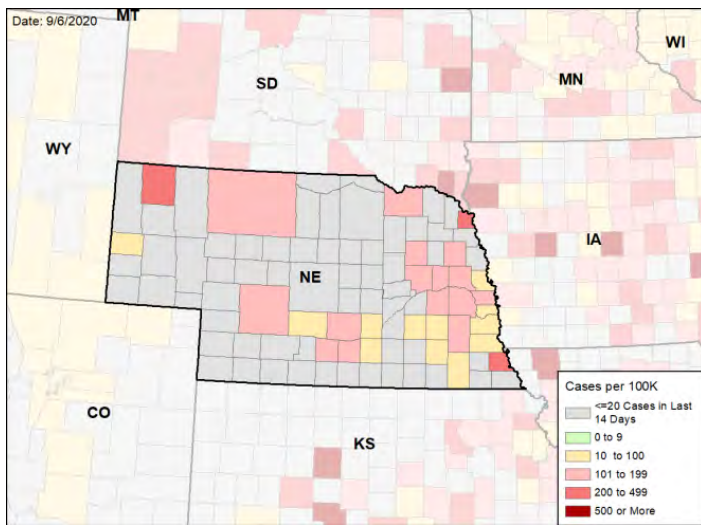 Date: 9/6/2020
MT
WI
MN
SD
WY
IA
NE
CO
KS
Cases per 100K
<=20 Cases in Last
14 Days
0 to 9
10 to 100
101 to 199
200 to 499
500 or More